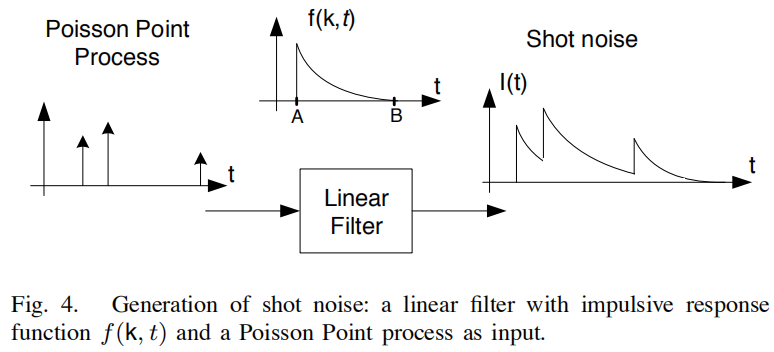 Poisson Point
Process
f(k,t)
t
A
B
Shot noise
I(t)
t
t
Linear
Filter
Fig. 4. Generation of shot noise: a linear filter with impulsive response
function f(k, t) and a Poisson Point process as input.